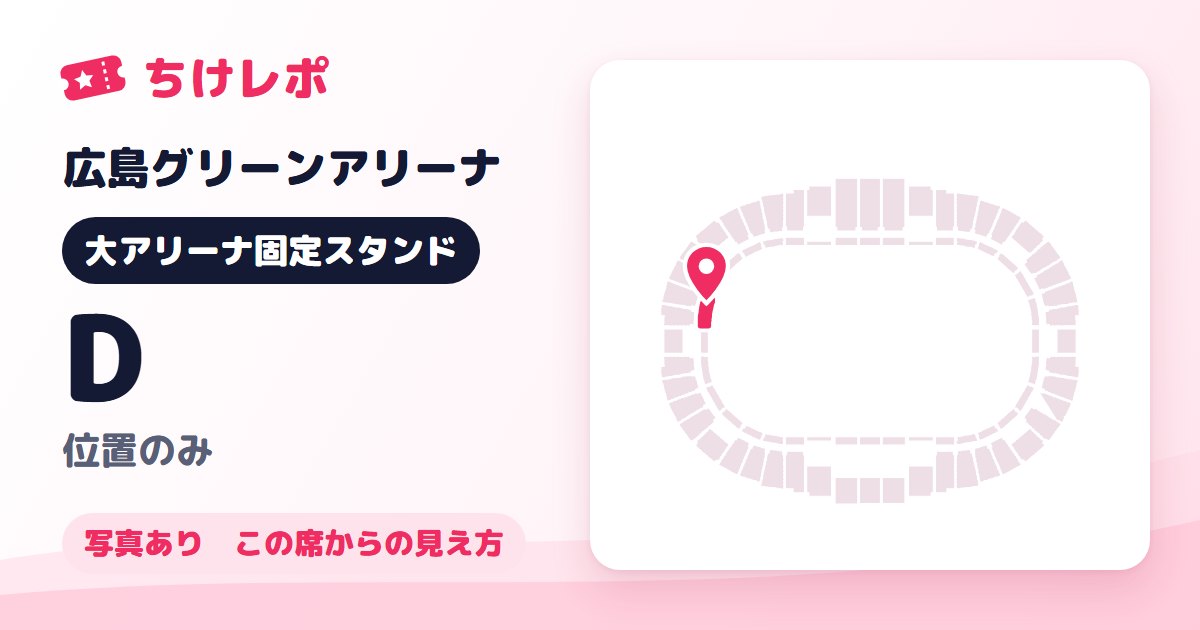 ちけレポ
広島グリーンアリーナ
大アリーナ固定スタンド
D
位置のみ
写真あり　この席からの見え方